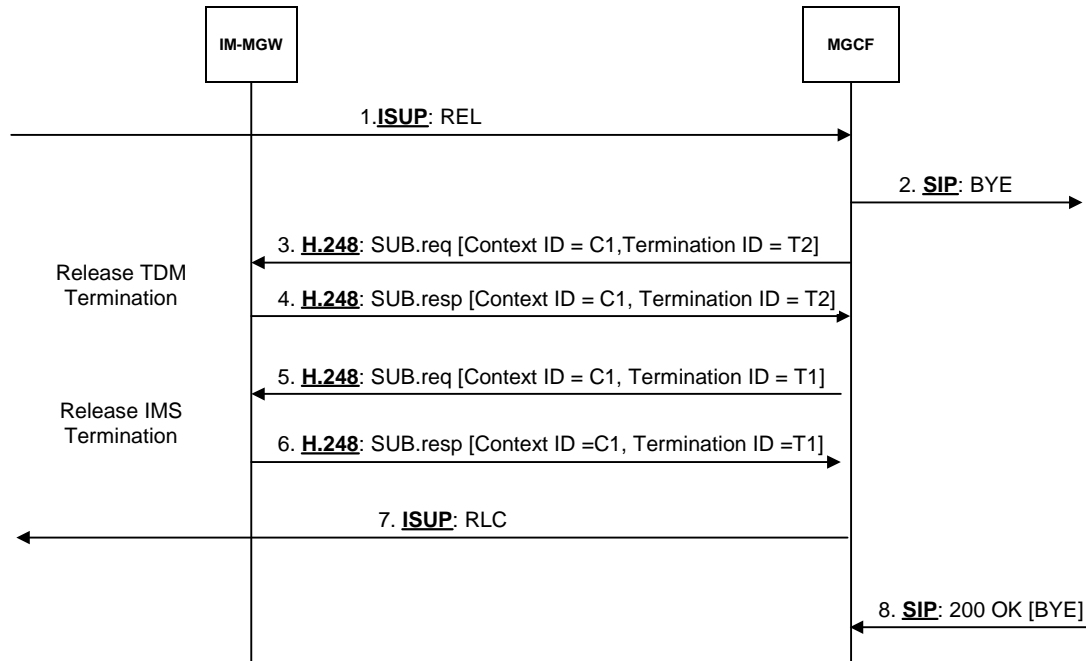 IM-MGW
MGCF
1.ISUP: REL
2. SIP: BYE
3. H.248: SUB.req [Context ID = C1,Termination ID = T2]
Release TDM
Termination
4. H.248: SUB.resp [Context ID = C1, Termination ID = T2]
5. H.248: SUB.req [Context ID = C1, Termination ID = T1]
Release IMS
Termination
6. H.248: SUB.resp [Context ID =C1, Termination ID =T1]
7. ISUP: RLC
8. SIP: 200 OK [BYE]